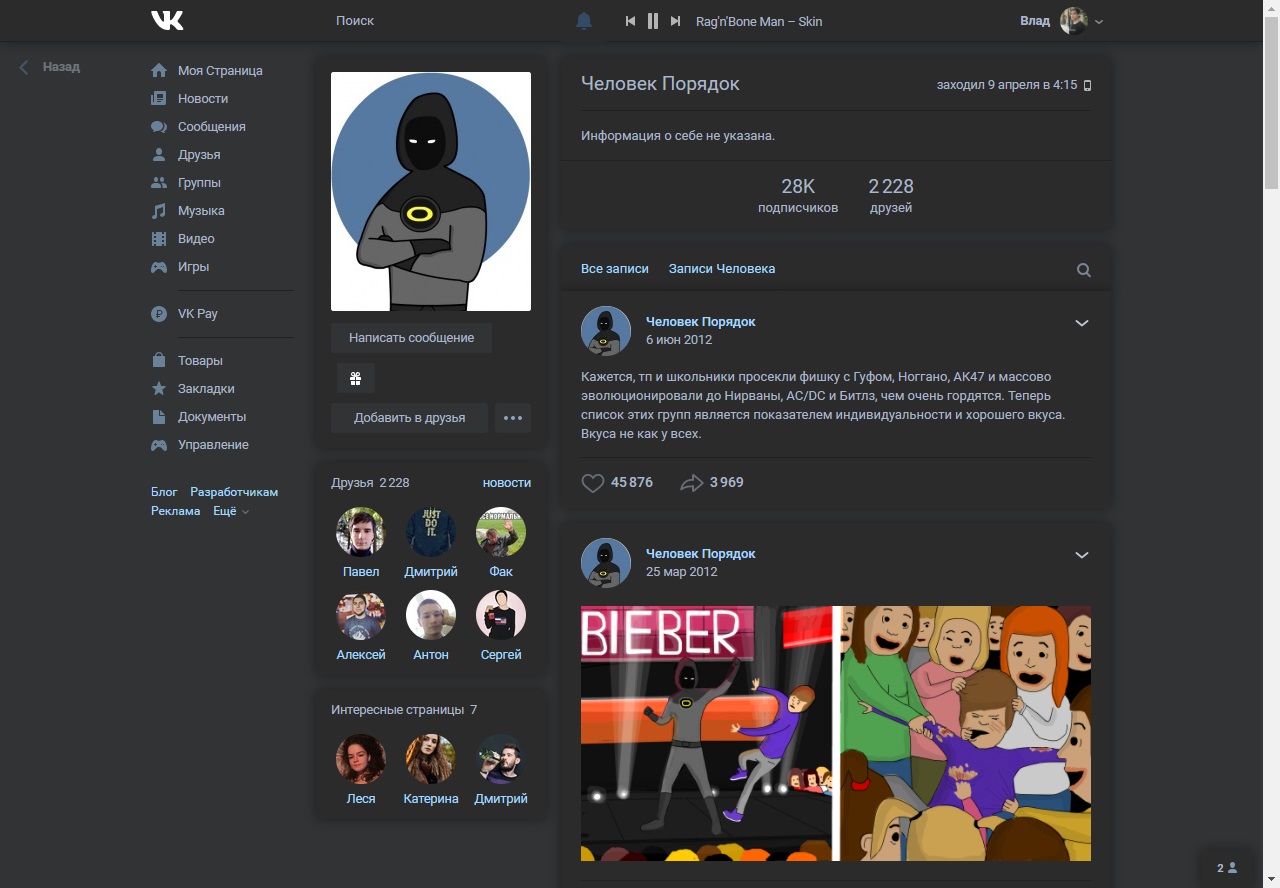 VK
Поиск
Rag'n'Bone Man – Skin
Влад
Назад
Моя Страница
Новости
Сообщения
Друзья
Группы
Музыка
Видео
Игры
VK Pay
Товары
Закладки
Документы
Управление
Блог Разработчикам
Реклама Ещё
Написать сообщение
Добавить в друзья
Друзья 2 228 новости
JUST
DO
IT.
Павел Дмитрий Фак
Алексей Антон Сергей
Интересные страницы 7
Леся Катерина Дмитрий
Человек Порядок
заходил 9 апреля в 4:15
Информация о себе не указана.
28K 2 228
подписчиков друзей
Все записи Записи Человека
Человек Порядок
6 июн 2012
Кажется, тп и школьники просекли фишку с Гуфом, Ноггано, АК47 и массово
эволюционировали до Нирваны, AC/DC и Битлз, чем очень гордятся. Теперь
список этих групп является показателем индивидуальности и хорошего вкуса.
Вкуса не как у всех.
45 876 3 969
Человек Порядок
25 мар 2012
BIEBER
2